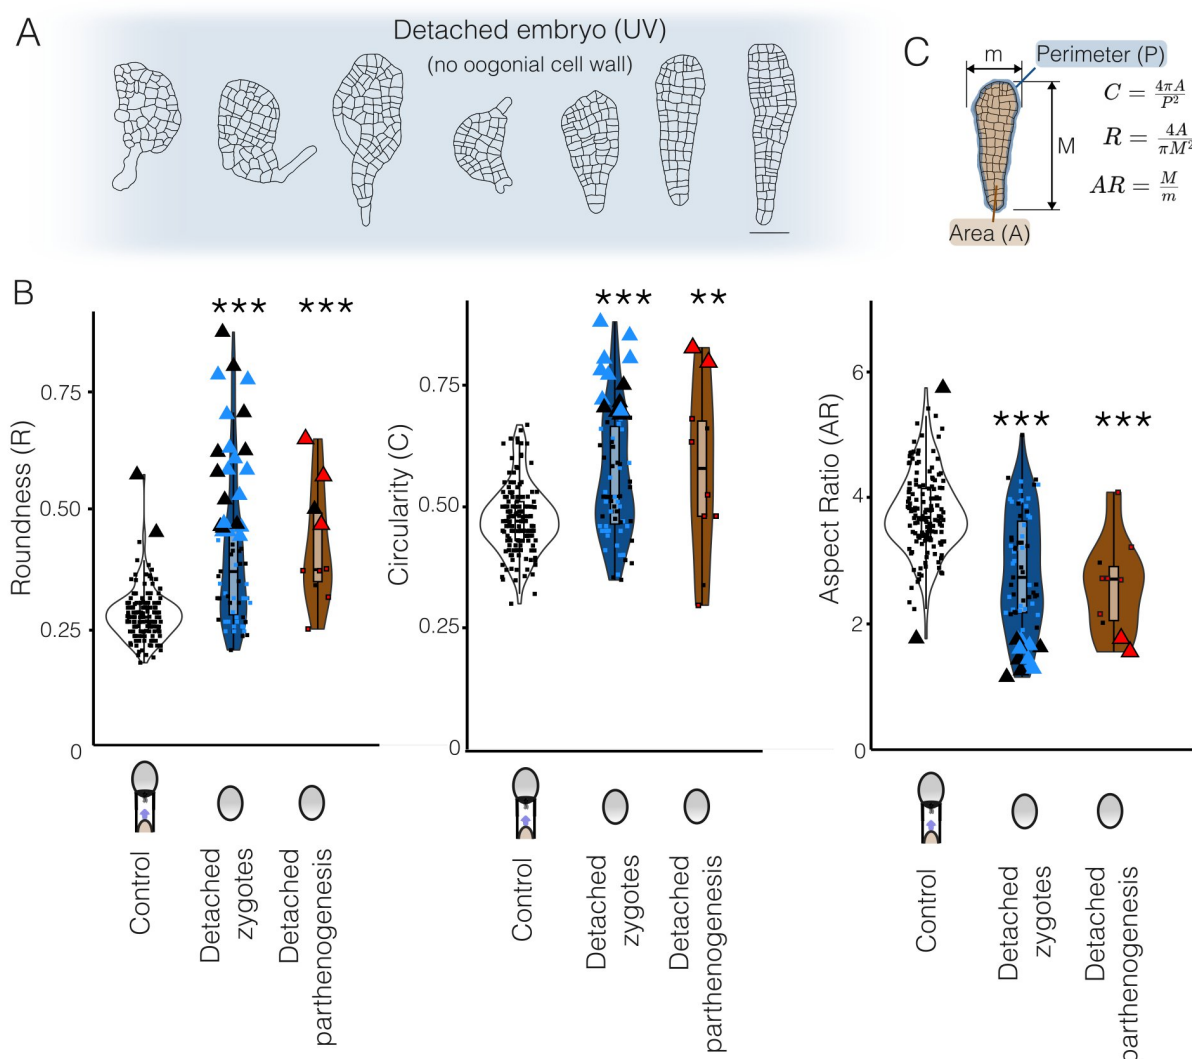 A
Detached embryo (UV)
(no oogonial cell wall)
C
m
Perimeter (P)
M
C = 4πA / P²
R = 4A / πM²
AR = M / m
Area (A)
B
Roundness (R)
0.75
0.50
0.25
0
*** ***
Control
Detached
zygotes
Detached
parthenogenesis
Circularity (C)
0.75
0.50
0.25
0
*** **
Control
Detached
zygotes
Detached
parthenogenesis
Aspect Ratio (AR)
6
4
2
0
*** ***
Control
Detached
zygotes
Detached
parthenogenesis